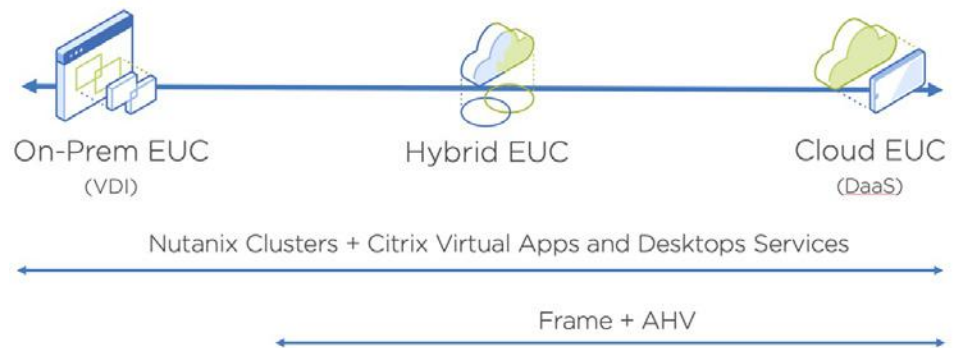 On-Prem EUC
(VDI)
Hybrid EUC
Cloud EUC
(DaaS)
Nutanix Clusters + Citrix Virtual Apps and Desktops Services
Frame + AHV